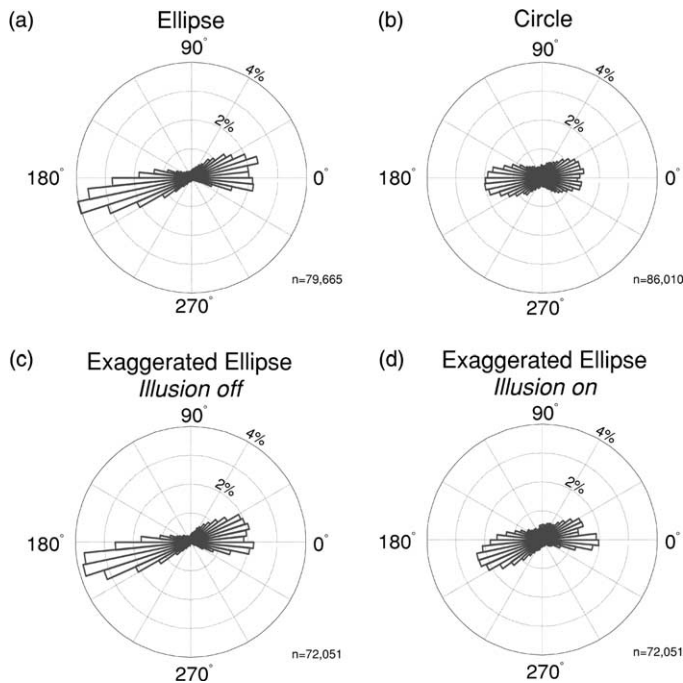 (a) Ellipse
90°
4%
2%
180°
0°
270°
n=79,665
(b) Circle
90°
4%
2%
180°
0°
270°
n=86,010
(c) Exaggerated Ellipse
Illusion off
90°
4%
2%
180°
0°
270°
n=72,051
(d) Exaggerated Ellipse
Illusion on
90°
4%
2%
180°
0°
270°
n=72,051